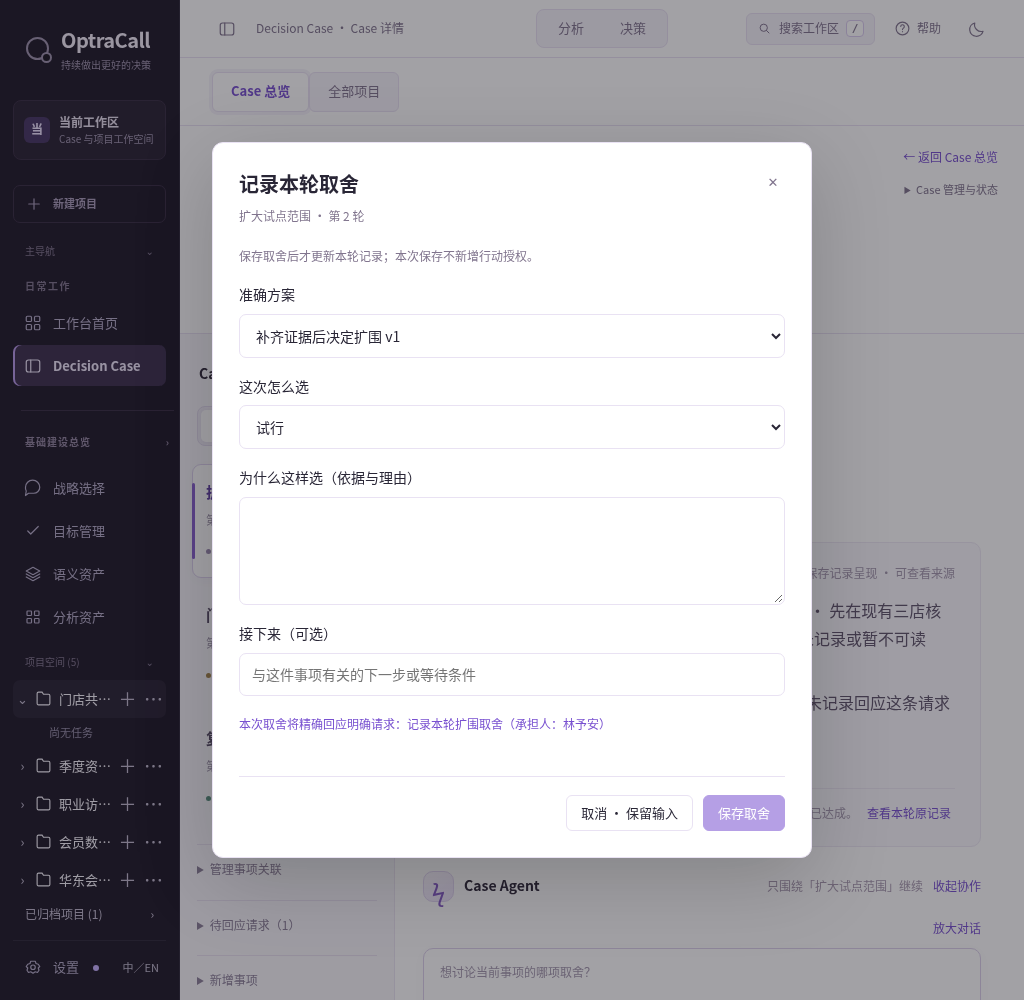 OptraCall
持续做出更好的决策
当
当前工作区
Case 与项目工作空间
新建项目
主导航
日常工作
工作台首页
Decision Case
基础建设总览
战略选择
目标管理
语义资产
分析资产
项目空间 (5)
门店共…
尚无任务
季度资…
职业访…
会员数…
华东会…
已归档项目 (1)
设置
中／EN
Decision Case · Case 详情
分析
决策
搜索工作区
/
帮助
Case 总览
全部项目
← 返回 Case 总览
Case 管理与状态
记录本轮取舍
×
扩大试点范围 · 第 2 轮
保存取舍后才更新本轮记录；本次保存不新增行动授权。
准确方案
补齐证据后决定扩围 v1
这次怎么选
试行
为什么这样选（依据与理由）
接下来（可选）
与这件事项有关的下一步或等待条件
本次取舍将精确回应明确请求：记录本轮扩围取舍（承担人：林予安）
取消 · 保留输入
保存取舍
保存记录呈现 · 可查看来源
· 先在现有三店核
记录或暂不可读
未记录回应这条请求
已达成。
查看本轮原记录
管理事项关联
待回应请求（1）
新增事项
Case Agent
只围绕「扩大试点范围」继续
收起协作
放大对话
想讨论当前事项的哪项取舍？